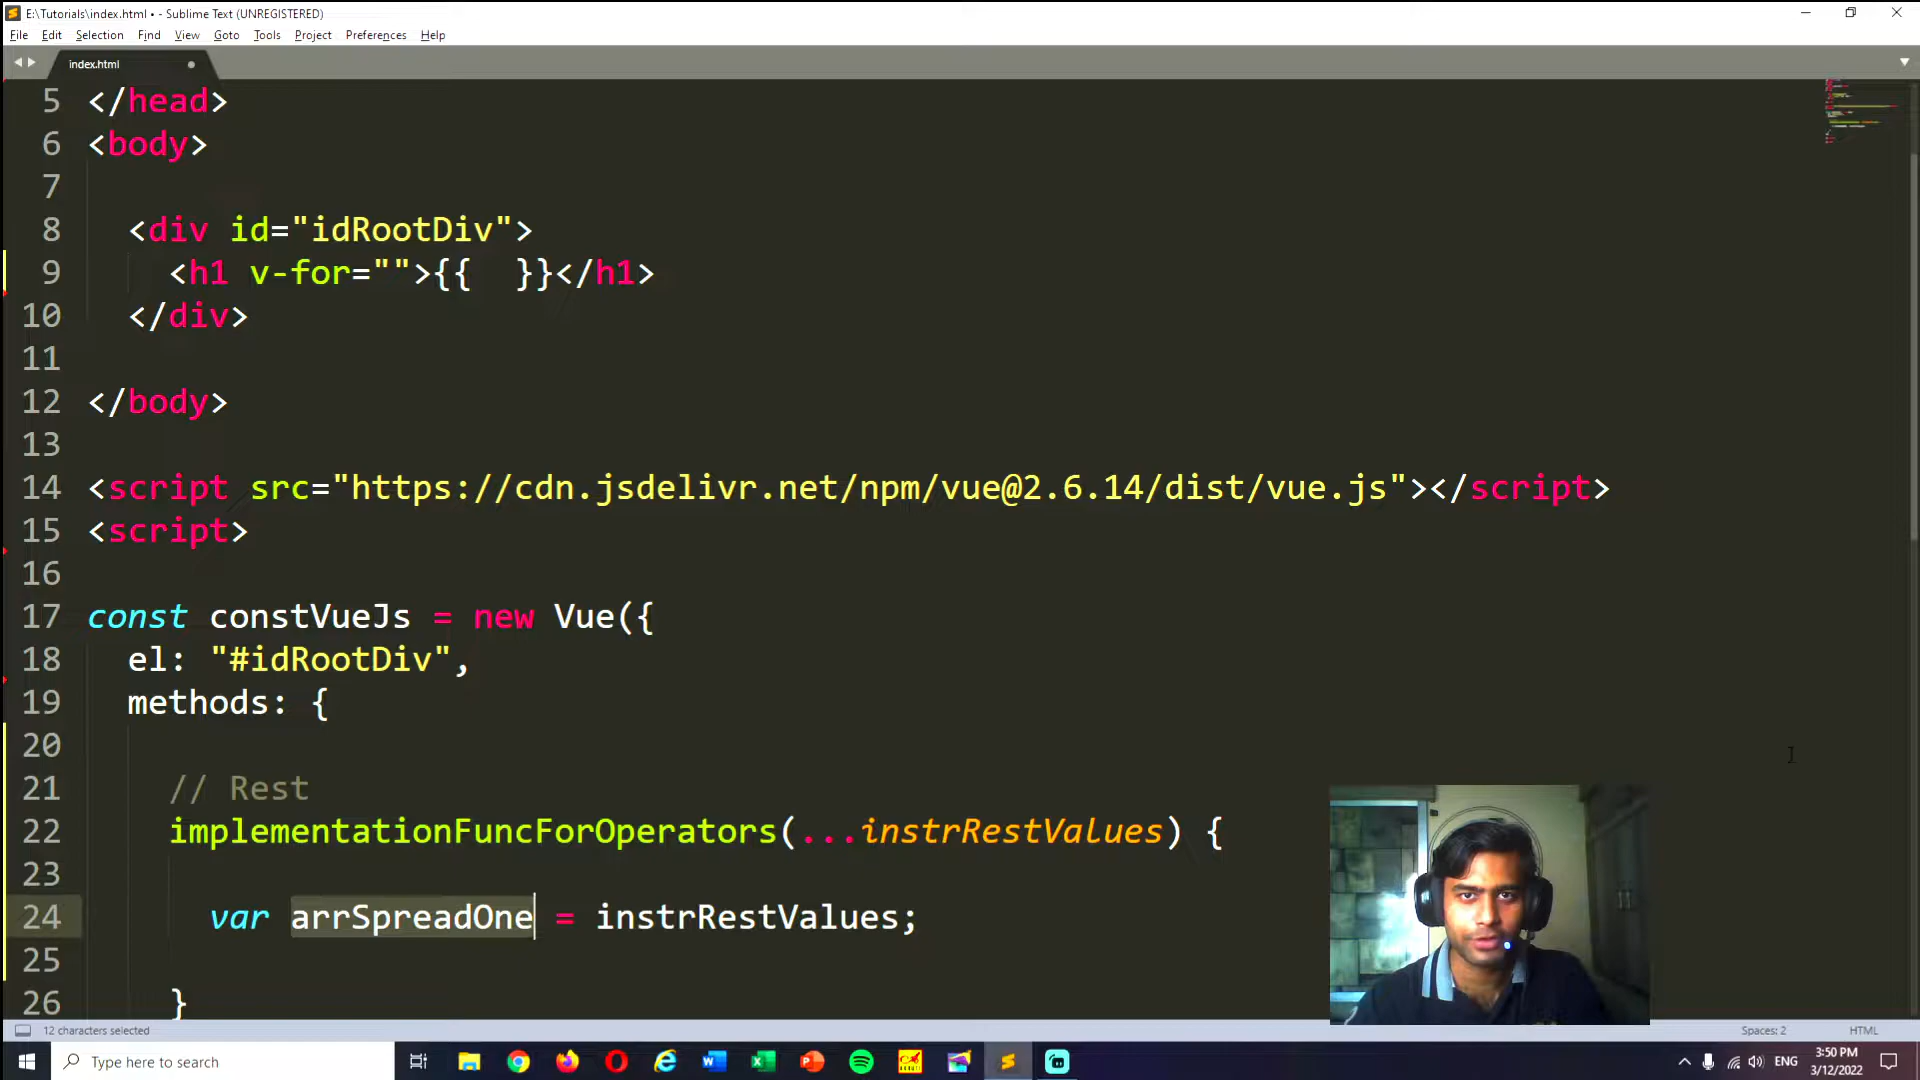 E:\Tutorials\index.html • - Sublime Text (UNREGISTERED)
File Edit Selection Find View Goto Tools Project Preferences Help
index.html
5 </head>
6 <body>
7
8 <div id="idRootDiv">
9 <h1 v-for="">{{  }}</h1>
10 </div>
11
12 </body>
13
14 <script src="https://cdn.jsdelivr.net/npm/vue@2.6.14/dist/vue.js"></script>
15 <script>
16
17 const constVueJs = new Vue({
18 el: "#idRootDiv",
19 methods: {
20
21 // Rest
22 implementationFuncForOperators(...instrRestValues) {
23
24 var arrSpreadOne = instrRestValues;
25
26 }
12 characters selected Spaces: 2 HTML
Type here to search ENG 3:50 PM
3/12/2022